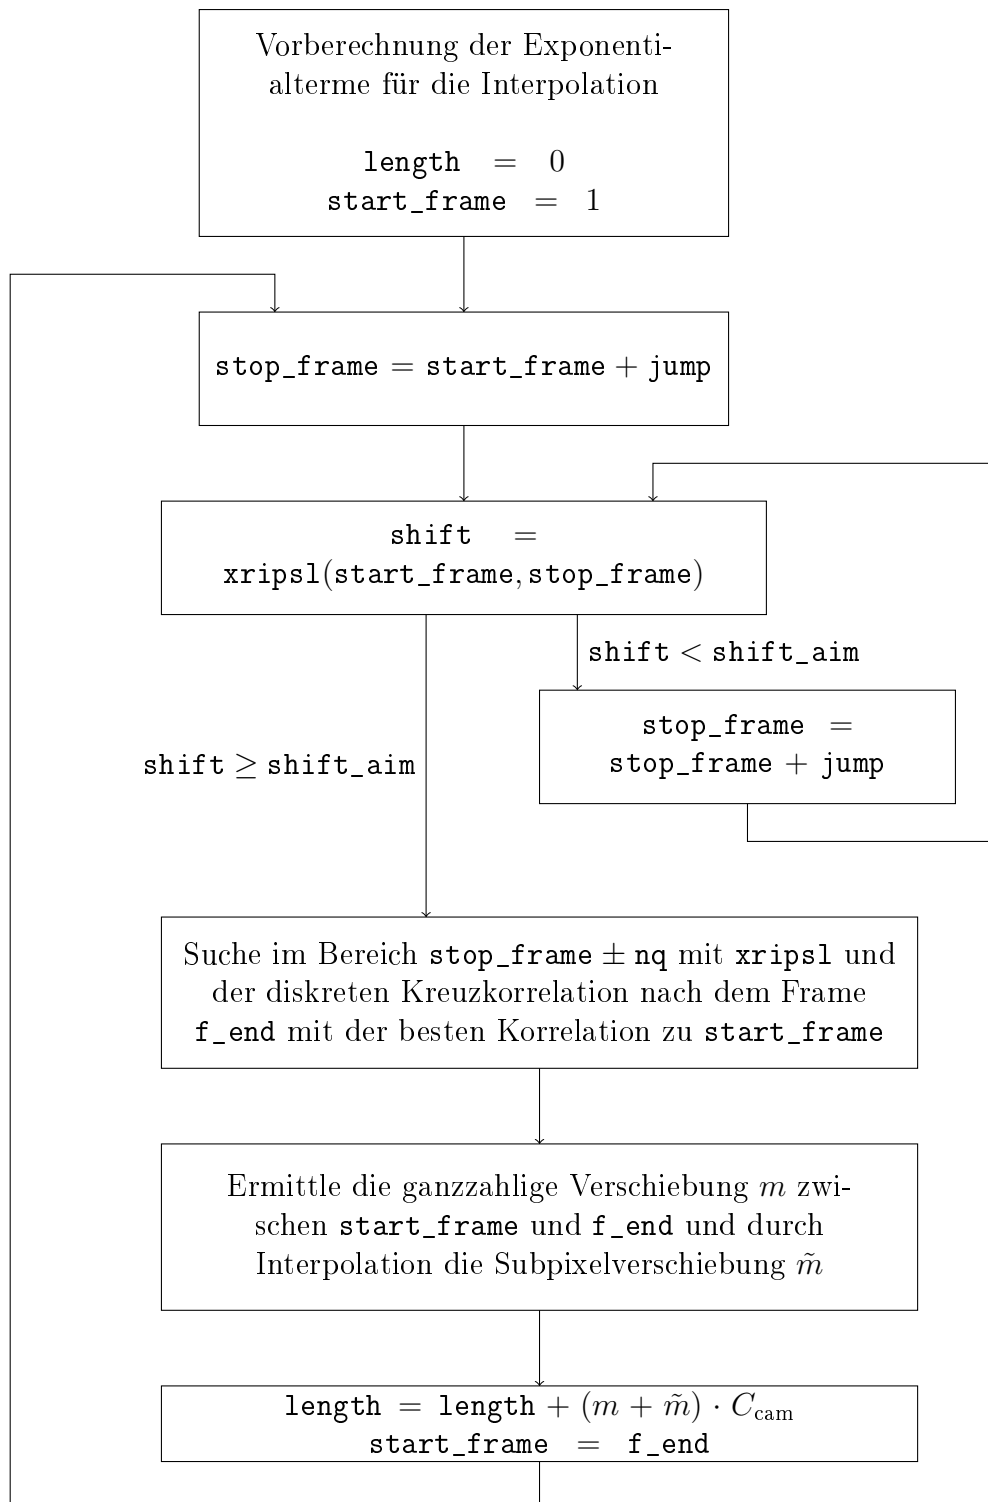 Vorberechnung der Exponenti-
alterme für die Interpolation
length = 0
start_frame = 1
stop_frame = start_frame + jump
shift =
xripsl(start_frame, stop_frame)
shift < shift_aim
stop_frame =
stop_frame + jump
shift ≥ shift_aim
Suche im Bereich stop_frame ± nq mit xripsl und
der diskreten Kreuzkorrelation nach dem Frame
f_end mit der besten Korrelation zu start_frame
Ermittle die ganzzahlige Verschiebung m zwi-
schen start_frame und f_end und durch
Interpolation die Subpixelverschiebung m̃
length = length + (m + m̃) · C_cam
start_frame = f_end